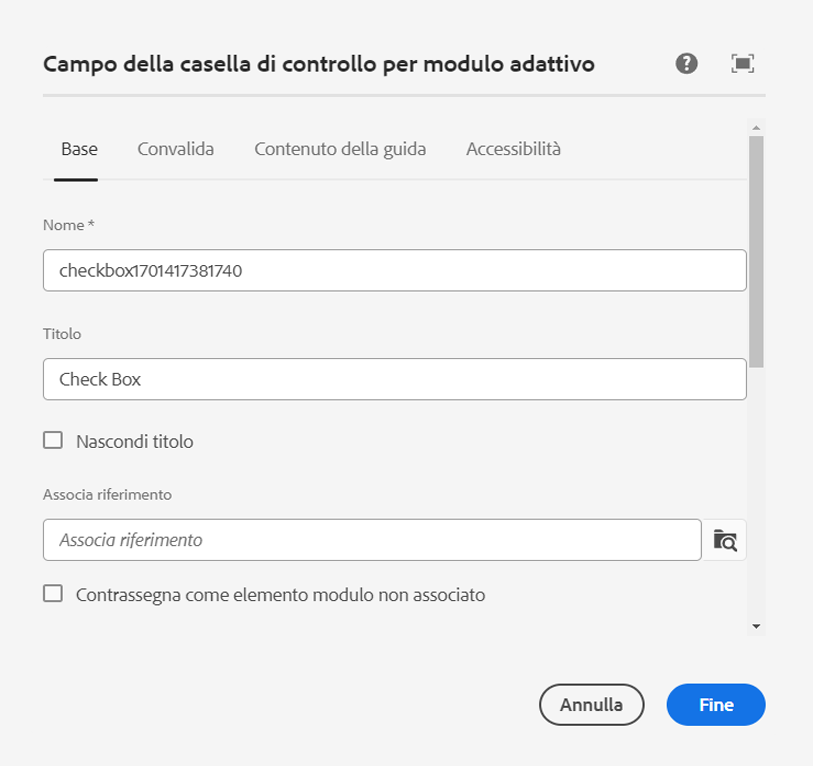 Campo della casella di controllo per modulo adattivo
Base Convalida Contenuto della guida Accessibilità
Nome *
checkbox1701417381740
Titolo
Check Box
Nascondi titolo
Associa riferimento
Associa riferimento
Contrassegna come elemento modulo non associato
Annulla Fine